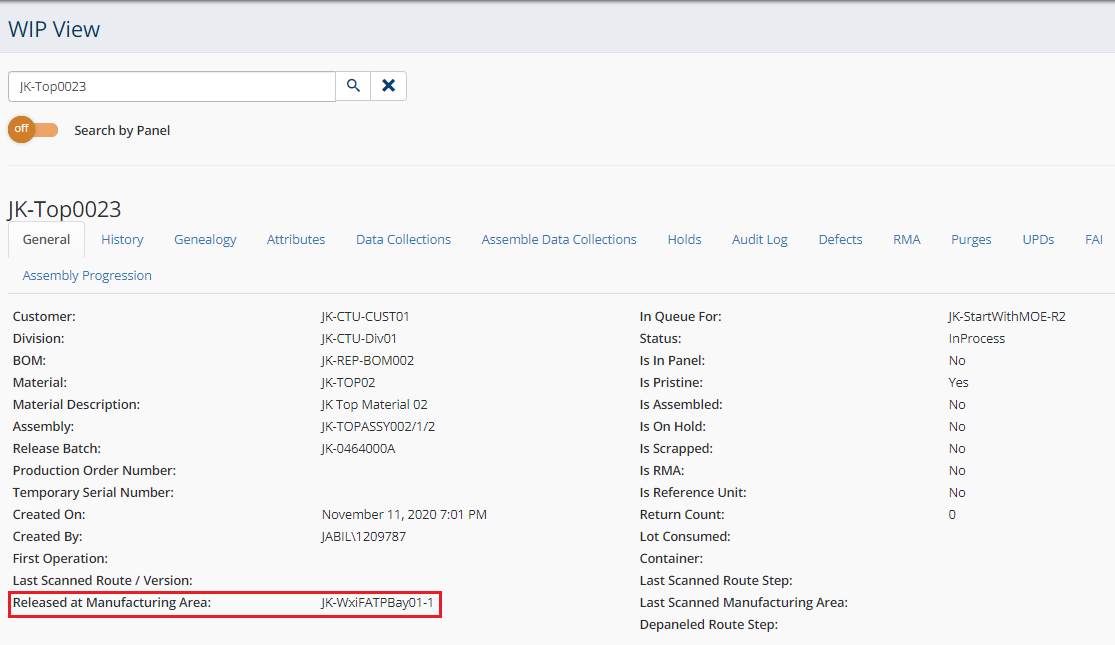 WIP View
JK-Top0023
off Search by Panel
JK-Top0023
General History Genealogy Attributes Data Collections Assemble Data Collections Holds Audit Log Defects RMA Purges UPDs FAI
Assembly Progression
Customer: JK-CTU-CUST01 In Queue For: JK-StartWithMOE-R2
Division: JK-CTU-Div01 Status: InProcess
BOM: JK-REP-BOM002 Is In Panel: No
Material: JK-TOP02 Is Pristine: Yes
Material Description: JK Top Material 02 Is Assembled: No
Assembly: JK-TOPASSY002/1/2 Is On Hold: No
Release Batch: JK-0464000A Is Scrapped: No
Production Order Number: Is RMA: No
Temporary Serial Number: Is Reference Unit: No
Created On: November 11, 2020 7:01 PM Return Count: 0
Created By: JABIL\1209787 Lot Consumed:
First Operation: Container:
Last Scanned Route / Version: Last Scanned Route Step:
Released at Manufacturing Area: JK-WxiFATPBay01-1 Last Scanned Manufacturing Area:
Depaneled Route Step: